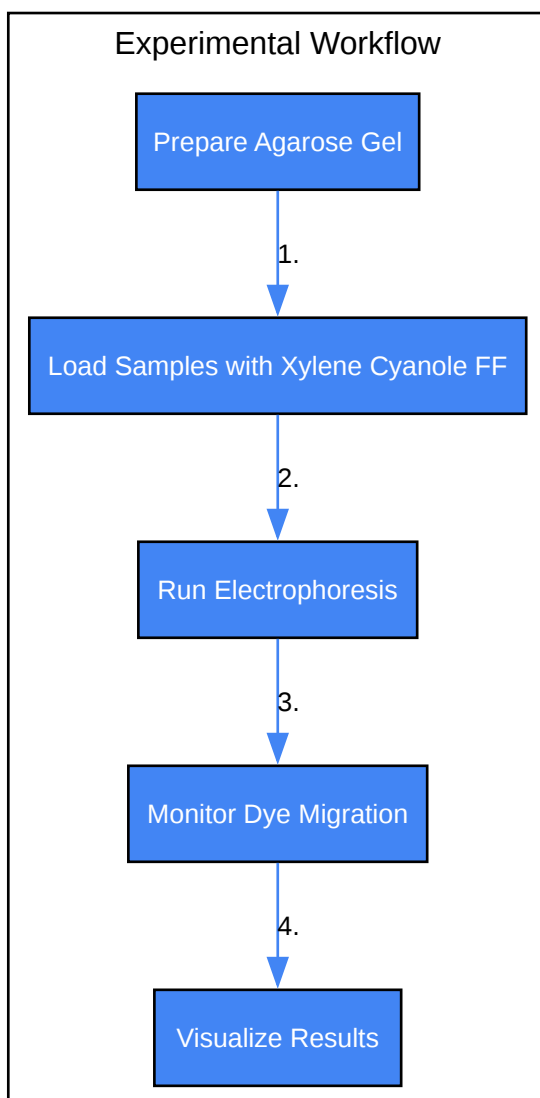 Experimental Workflow
Prepare Agarose Gel
1.
Load Samples with Xylene Cyanole FF
2.
Run Electrophoresis
3.
Monitor Dye Migration
4.
Visualize Results